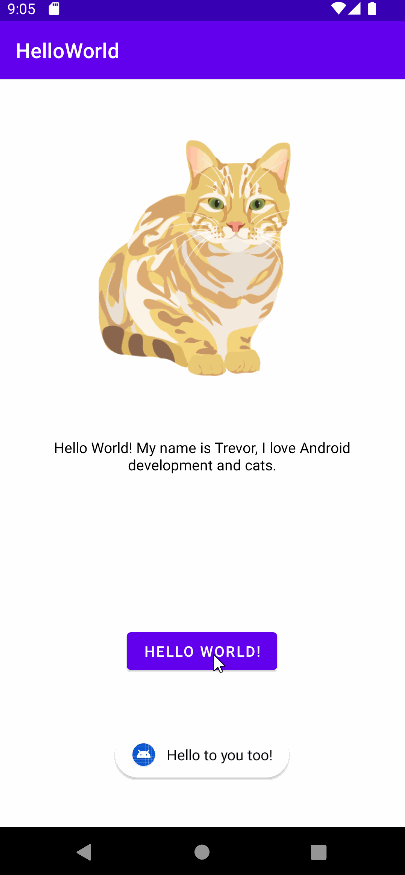 9:05
HelloWorld
Hello World! My name is Trevor, I love Android
development and cats.
HELLO WORLD!
Hello to you too!